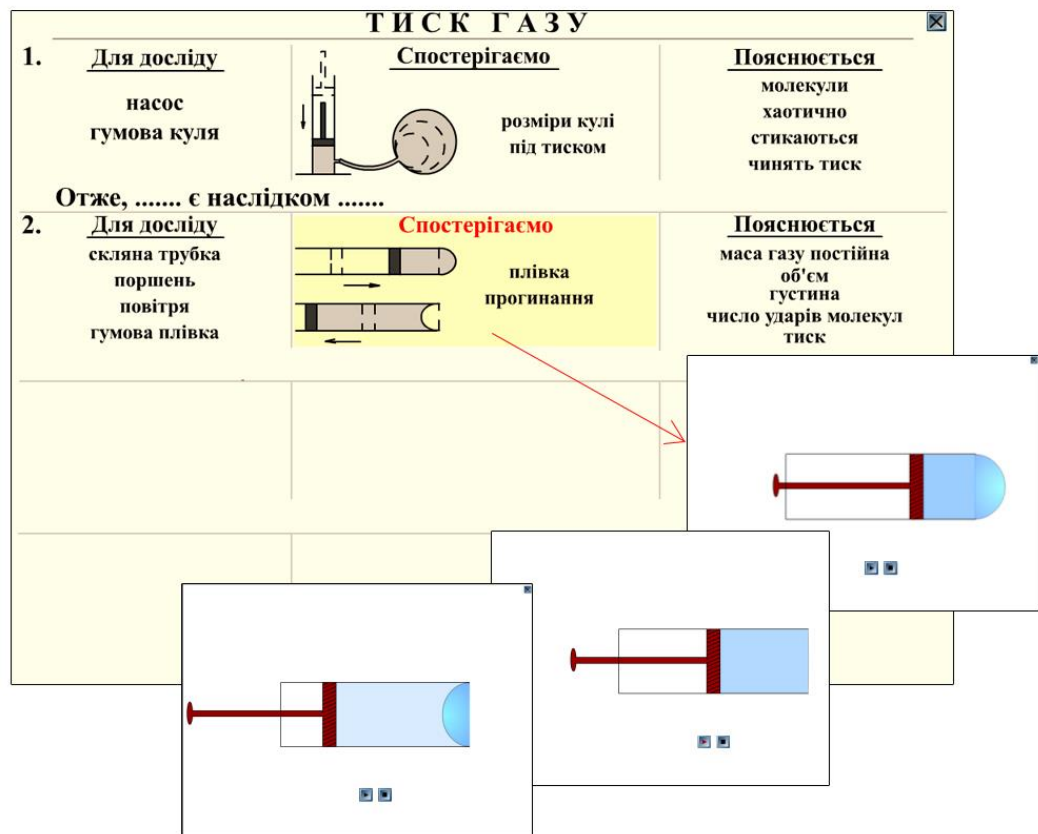 ТИСК ГАЗУ
1.
Для досліду
насос
гумова куля
Спостерігаємо
розміри кулі
під тиском
Пояснюється
молекули
хаотично
стикаються
чинять тиск
Отже, ....... є наслідком .......
2.
Для досліду
скляна трубка
поршень
повітря
гумова плівка
Спостерігаємо
плівка
прогинання
Пояснюється
маса газу постійна
об'єм
густина
число ударів молекул
тиск